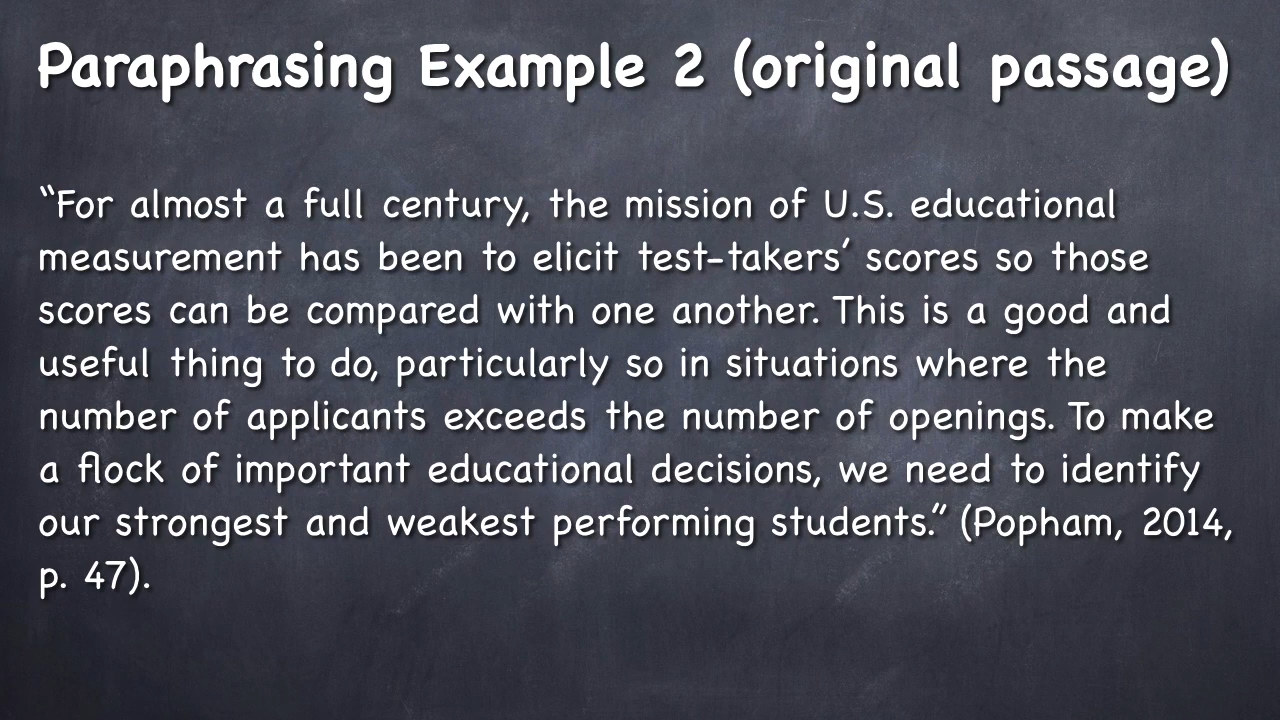 Paraphrasing Example 2 (original passage)
“For almost a full century, the mission of U.S. educational
measurement has been to elicit test-takers’ scores so those
scores can be compared with one another. This is a good and
useful thing to do, particularly so in situations where the
number of applicants exceeds the number of openings. To make
a flock of important educational decisions, we need to identify
our strongest and weakest performing students.” (Popham, 2014,
p. 47).